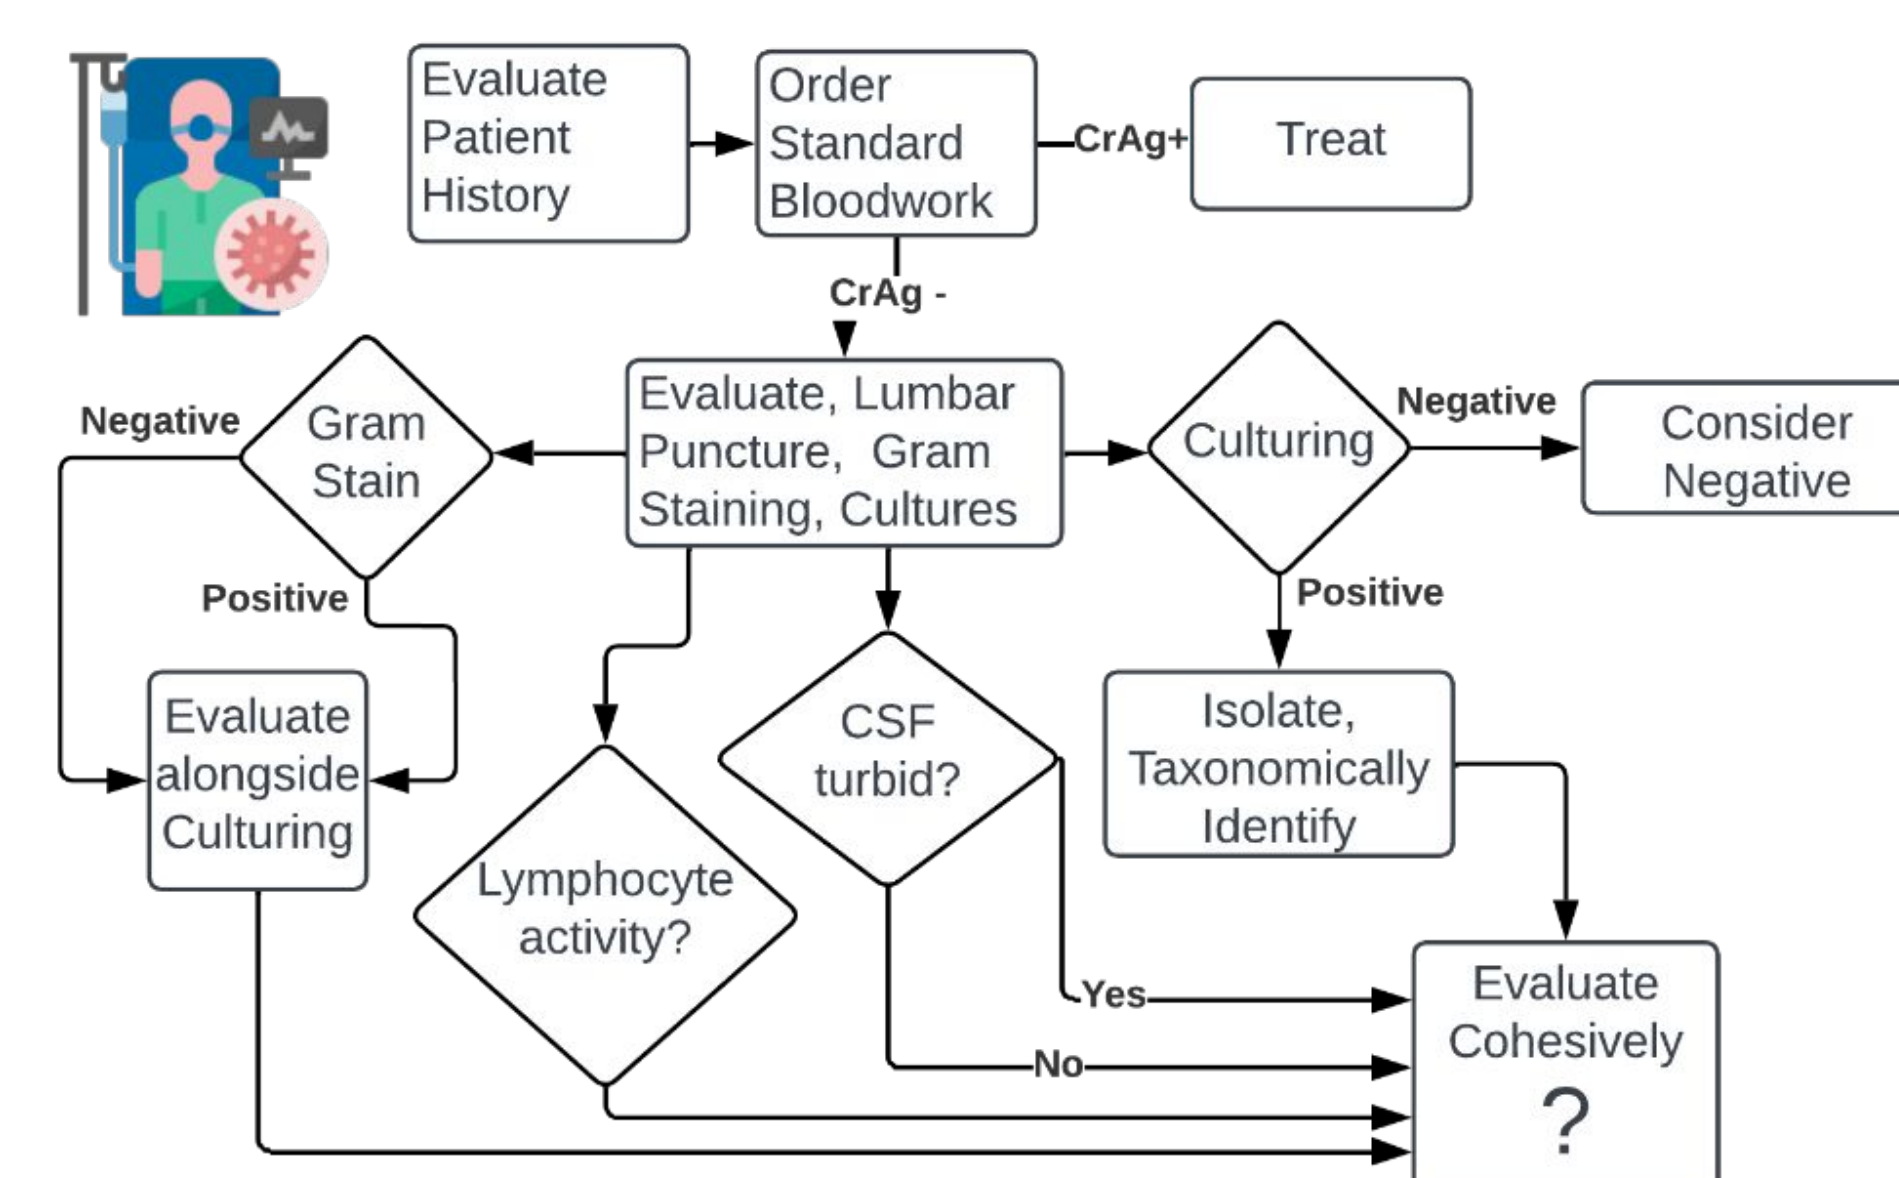 Evaluate
Patient
History
Order
Standard
Bloodwork
CrAg+
Treat
CrAg -
Negative
Gram
Stain
Positive
Evaluate, Lumbar
Puncture, Gram
Staining, Cultures
Culturing
Negative
Consider
Negative
Positive
Evaluate
alongside
Culturing
Lymphocyte
activity?
CSF
turbid?
Isolate,
Taxonomically
Identify
Yes
No
Evaluate
Cohesively
?